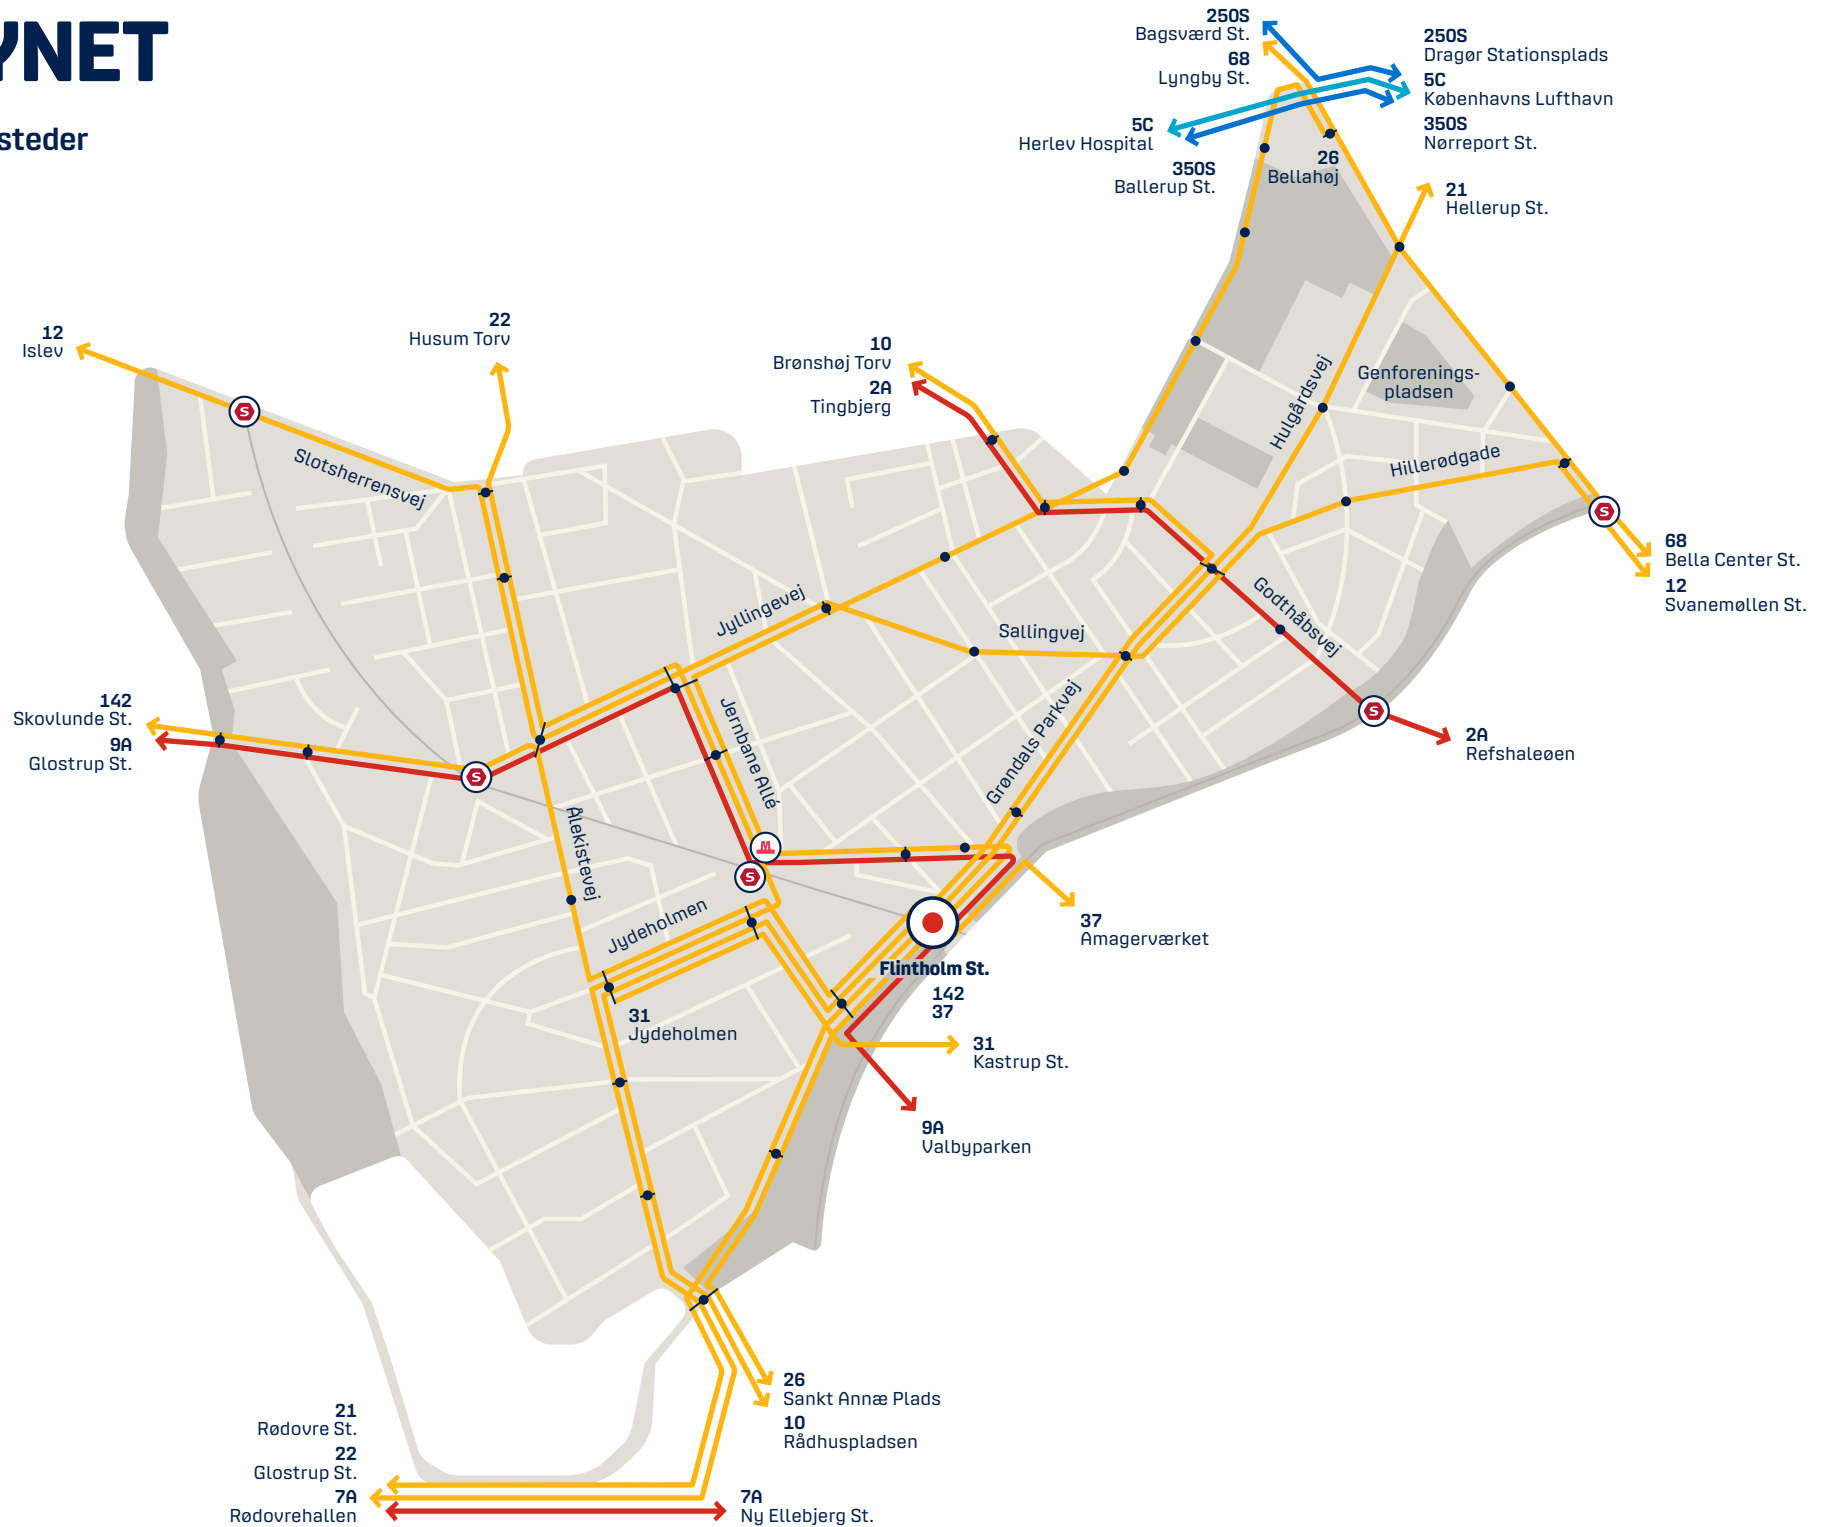 YNET
steder
250S
Bagsværd St.
68
Lyngby St.
250S
Dragør Stationsplads
5C
Københavns Lufthavn
350S
Nørreport St.
5C
Herlev Hospital
350S
Ballerup St.
26
Bellahøj
21
Hellerup St.
12
Islev
22
Husum Torv
10
Brønshøj Torv
2A
Tingbjerg
Slotsherrensvej
Hulgårdsvej
Genforenings-
pladsen
Hillerødgade
68
Bella Center St.
12
Svanemøllen St.
Jyllingevej
Sallingvej
Godthåbsvej
142
Skovlunde St.
9A
Glostrup St.
Jernbane Allé
Grøndals Parkvej
2A
Refshaleøen
Ålekistevej
Jydeholmen
S
S
S
S
S
M
37
Amagerværket
Flintholm St.
142
37
31
Jydeholmen
31
Kastrup St.
9A
Valbyparken
26
Sankt Annæ Plads
10
Rådhuspladsen
21
Rødovre St.
22
Glostrup St.
7A
Rødovrehallen
7A
Ny Ellebjerg St.